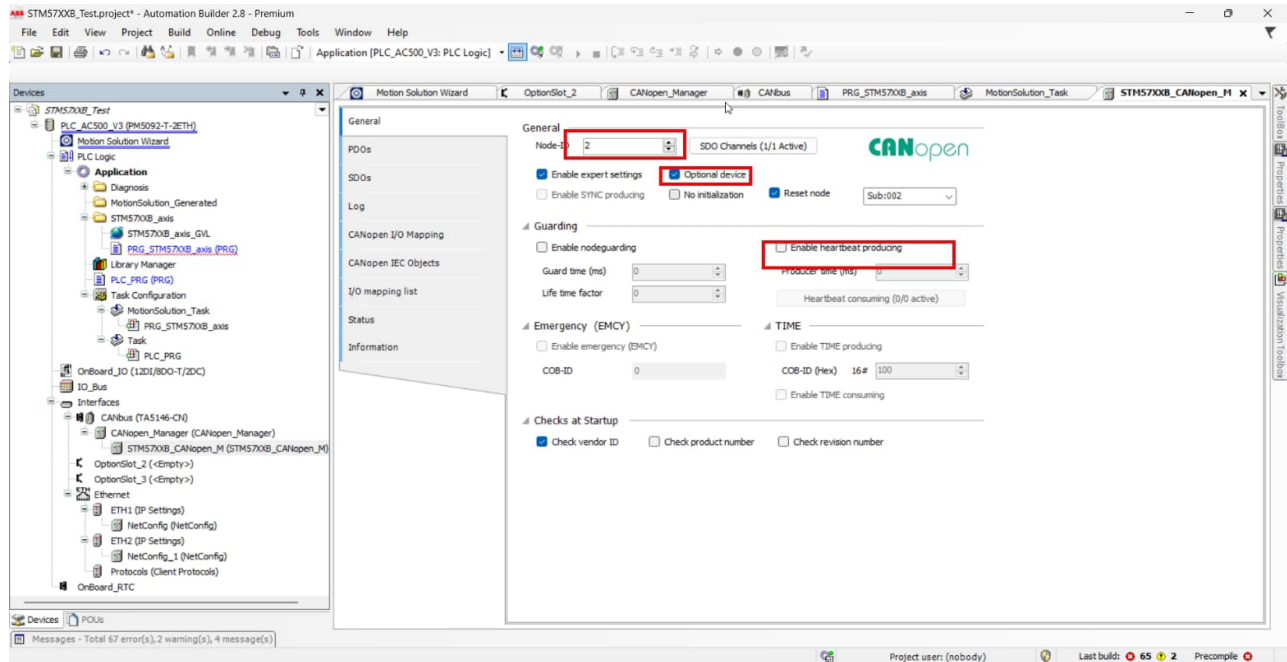 STM57XXB_Test.project* - Automation Builder 2.8 - Premium
File Edit View Project Build Online Debug Tools Window Help
Application [PLC_AC500_V3: PLC Logic]
Devices
STM57XXB_Test
PLC_AC500_V3 (PM5092-T-2ETH)
Motion Solution Wizard
PLC Logic
Application
Diagnosis
MotionSolution_Generated
STM57XXB_axis
STM57XXB_axis_GVL
PRG_STM57XXB_axis (PRG)
Library Manager
PLC_PRG (PRG)
Task Configuration
MotionSolution_Task
PRG_STM57XXB_axis
Task
PLC_PRG
OnBoard_IO (12DI/8DO-T/2DC)
IO_Bus
Interfaces
CANbus (TA5146-CN)
CANopen_Manager (CANopen_Manager)
STM57XXB_CANopen_M (STM57XXB_CANopen_M)
OptionSlot_2 (<Empty>)
OptionSlot_3 (<Empty>)
Ethernet
ETH1 (IP Settings)
NetConfig (NetConfig)
ETH2 (IP Settings)
NetConfig_1 (NetConfig)
Protocols (Client Protocols)
OnBoard_RTC
Devices POUs
Motion Solution Wizard OptionSlot_2 CANopen_Manager CANbus PRG_STM57XXB_axis MotionSolution_Task STM57XXB_CANopen_M
General
PDOs
SDOs
Log
CANopen I/O Mapping
CANopen IEC Objects
I/O mapping list
Status
Information
General
Node-ID 2 SDO Channels (1/1 Active) CANopen
Enable expert settings Optional device
Enable SYNC producing No initialization Reset node Sub:002
Guarding
Enable nodeguarding Enable heartbeat producing
Guard time (ms) 0 Producer time (ms) 0
Life time factor 0 Heartbeat consuming (0/0 active)
Emergency (EMCY) TIME
Enable emergency (EMCY) Enable TIME producing
COB-ID 0 COB-ID (Hex) 16# 100
Enable TIME consuming
Checks at Startup
Check vendor ID Check product number Check revision number
ToolBox
Properties
Properties
Visualization Toolbox
Messages - Total 67 error(s), 2 warning(s), 4 message(s)
Project user: (nobody) Last build: 65 2 Precompile